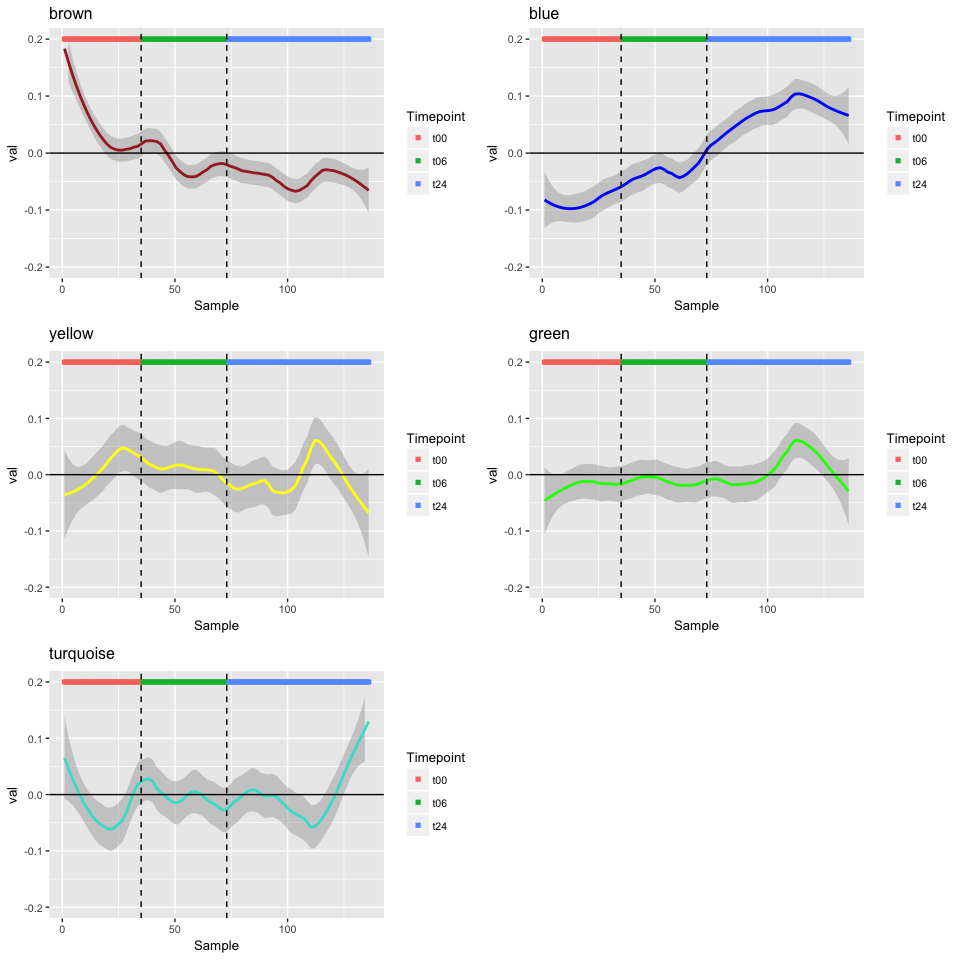 brown
0.2
0.1
0.0
-0.1
-0.2
val
0 50 100
Sample
Timepoint
t00
t06
t24
blue
0.2
0.1
0.0
-0.1
-0.2
val
0 50 100
Sample
Timepoint
t00
t06
t24
yellow
0.2
0.1
0.0
-0.1
-0.2
val
0 50 100
Sample
Timepoint
t00
t06
t24
green
0.2
0.1
0.0
-0.1
-0.2
val
0 50 100
Sample
Timepoint
t00
t06
t24
turquoise
0.2
0.1
0.0
-0.1
-0.2
val
0 50 100
Sample
Timepoint
t00
t06
t24